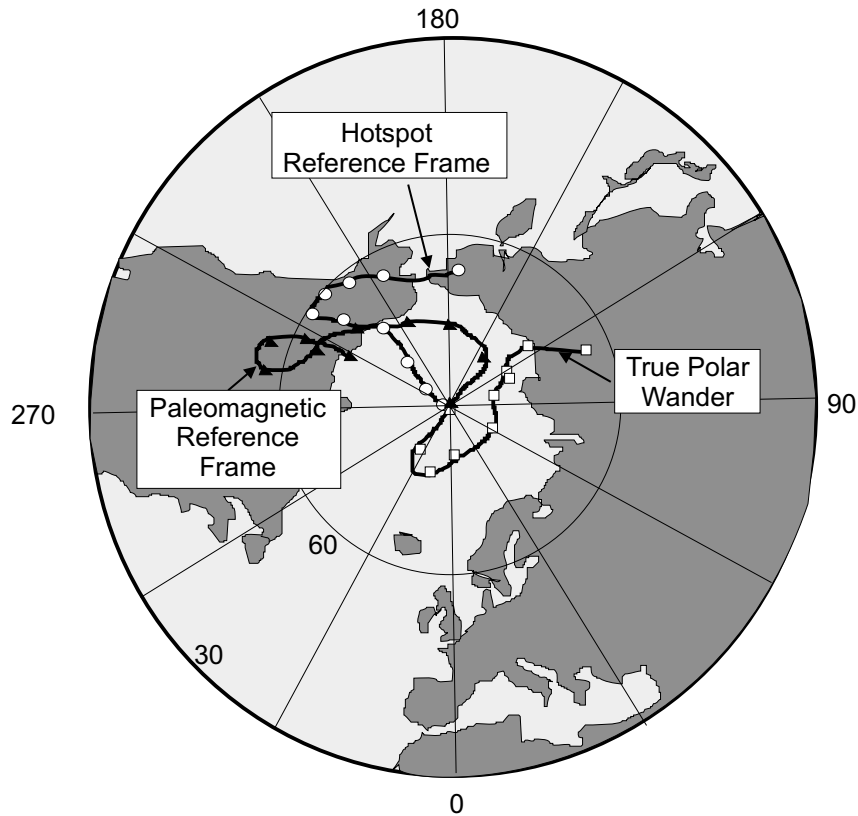 180
Hotspot
Reference Frame
True Polar
Wander
90
270
Paleomagnetic
Reference
Frame
60
30
0